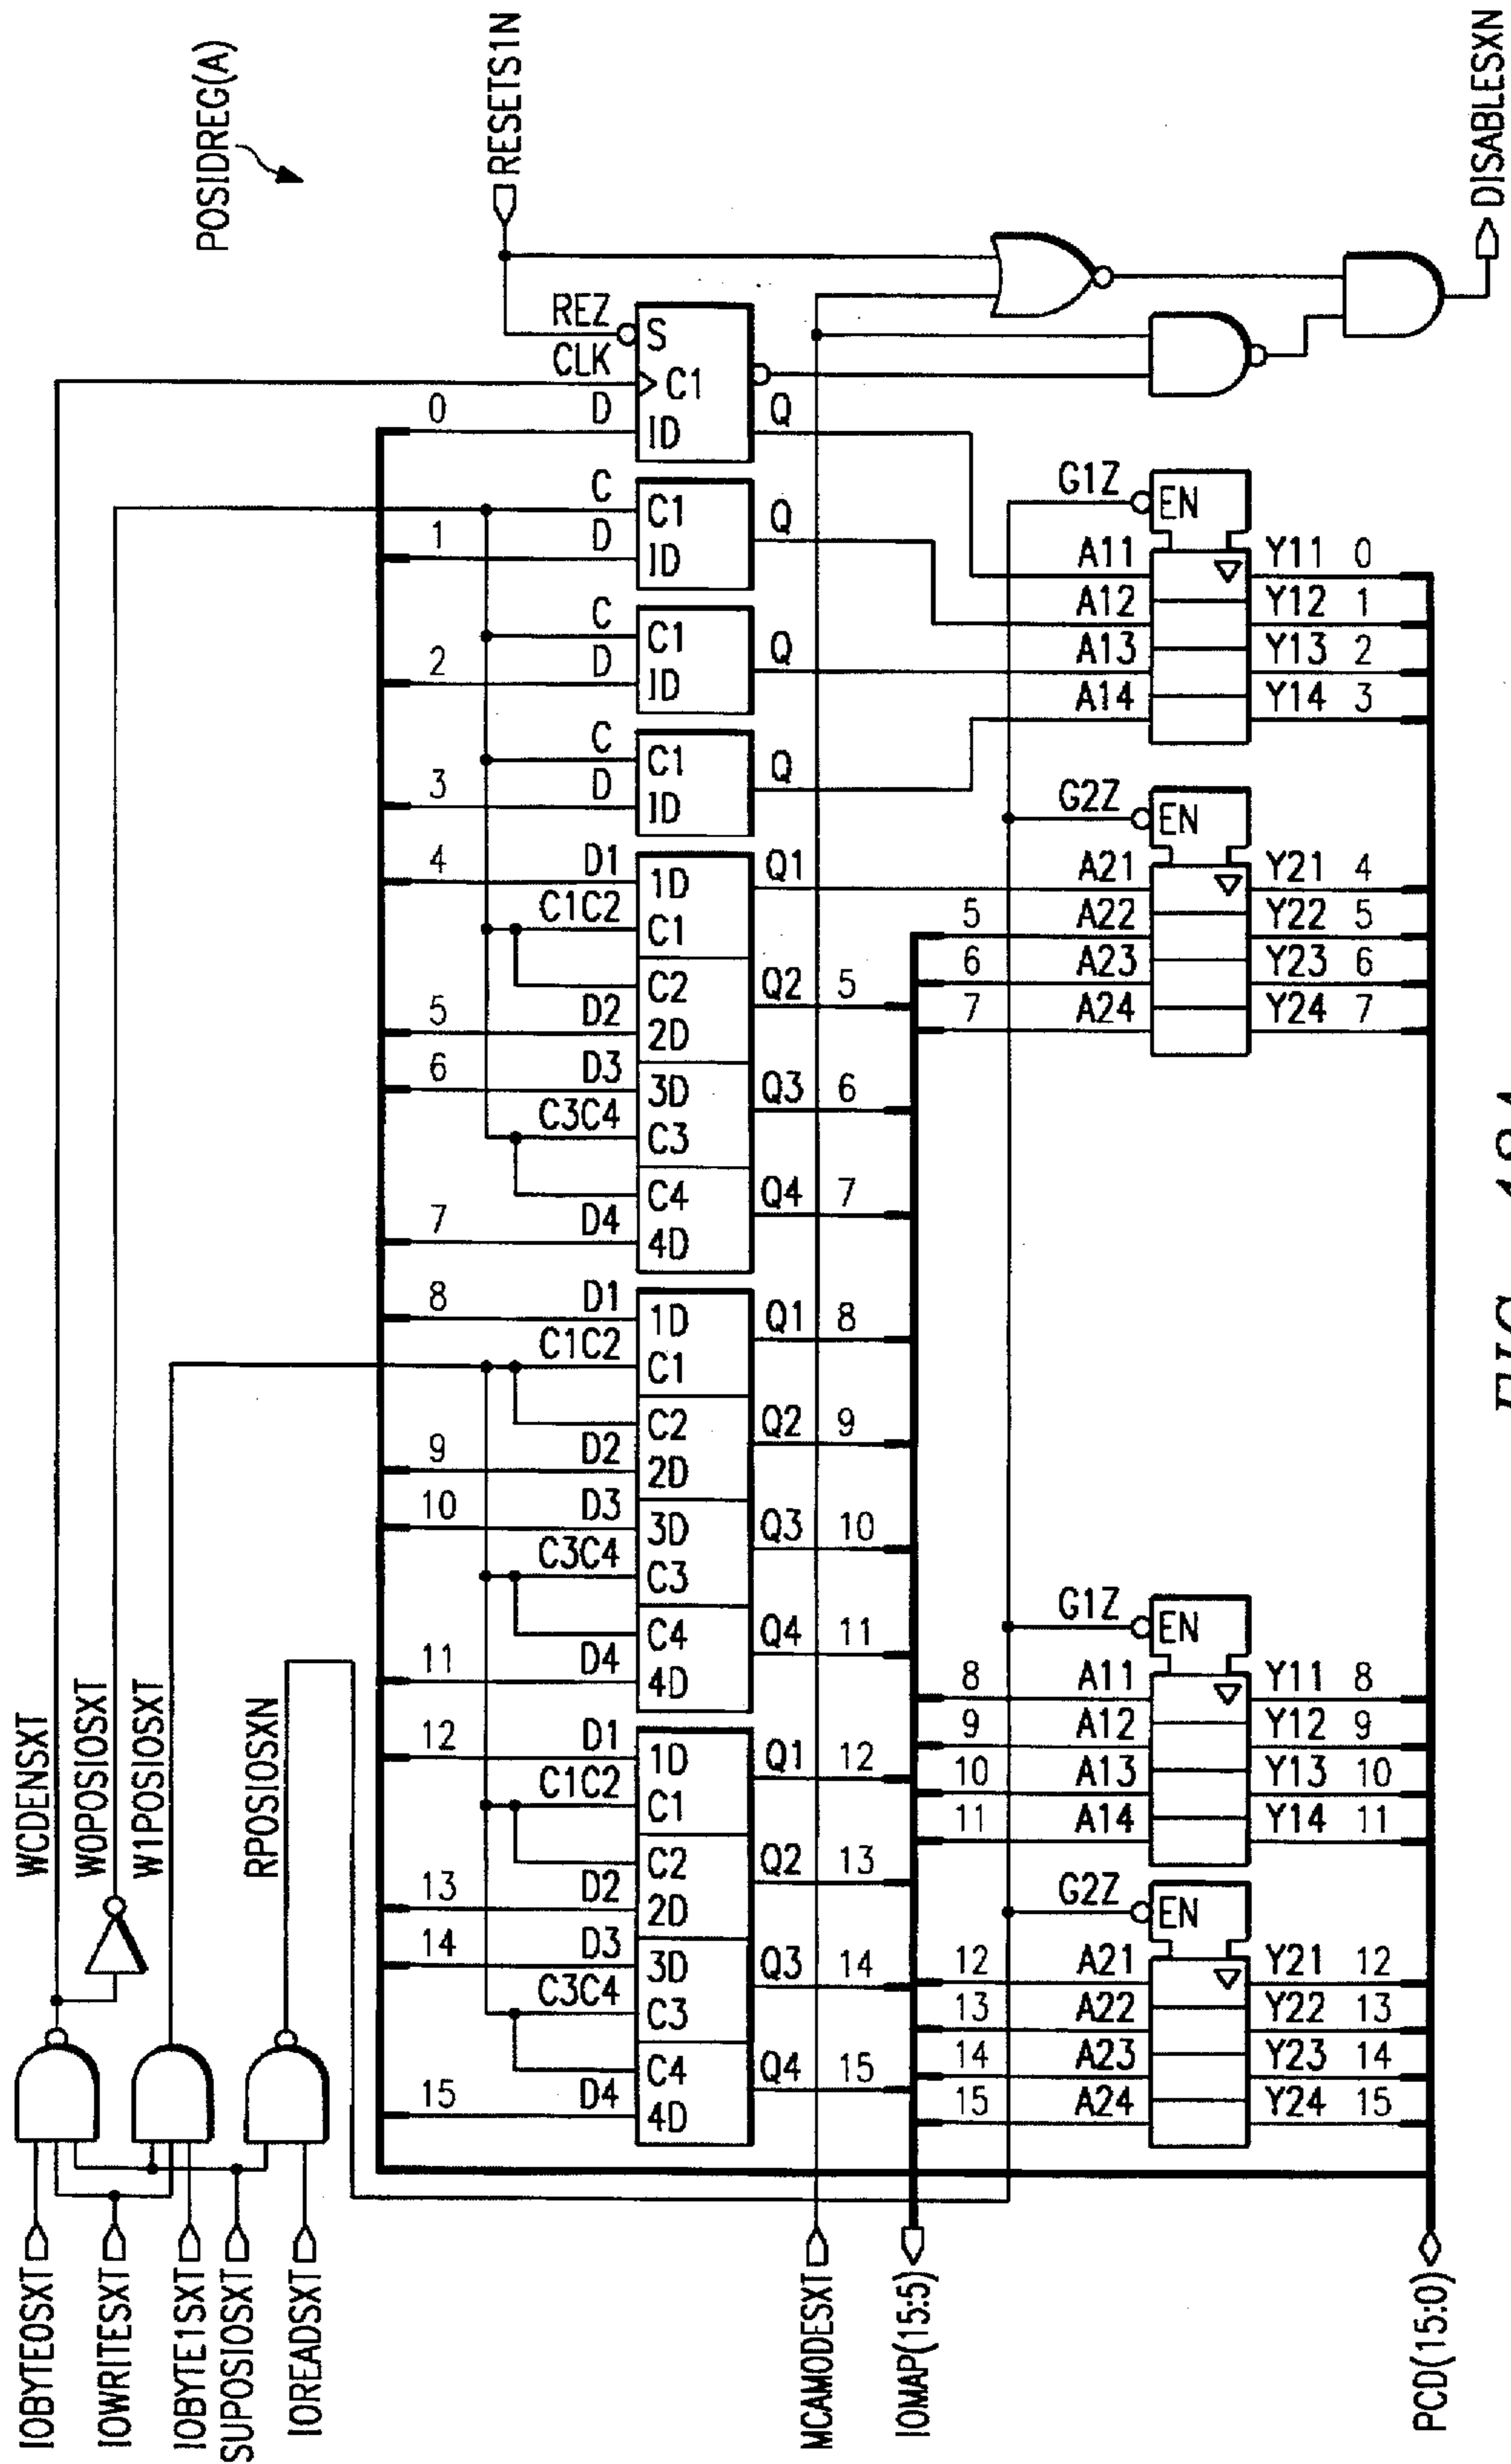 POSIDREG(A)
RESETS1N
DISABLESXN
WCDENSXT
W0POSIOSXT
W1POSIOSXT
RPOSIOSXN
IOBYTE0SXT
IOWRITESXT
IOBYTE1SXT
SUPOSIOSXT
IOREADSXT
MCAMODESXT
IOMAP(15:5)
PCD(15:0)
REZ
CLK
0 D
S
C1
ID
Q
C
1 D
C1
ID
Q
C
2 D
C1
ID
Q
C
3 D
C1
ID
Q
4 D1
C1C2
5 D2
6 D3
C3C4
7 D4
1D
C1
C2
2D
3D
C3
C4
4D
Q1
Q2 5
Q3 6
Q4 7
8 D1
C1C2
9 D2
10 D3
C3C4
11 D4
1D
C1
C2
2D
3D
C3
C4
4D
Q1 8
Q2 9
Q3 10
Q4 11
12 D1
C1C2
13 D2
14 D3
C3C4
15 D4
1D
C1
C2
2D
3D
C3
C4
4D
Q1 12
Q2 13
Q3 14
Q4 15
G1Z EN
A11 Y11 0
A12 Y12 1
A13 Y13 2
A14 Y14 3
G2Z EN
A21 Y21 4
5 A22 Y22 5
6 A23 Y23 6
7 A24 Y24 7
G1Z EN
8 A11 Y11 8
9 A12 Y12 9
10 A13 Y13 10
11 A14 Y14 11
G2Z EN
12 A21 Y21 12
13 A22 Y22 13
14 A23 Y23 14
15 A24 Y24 15